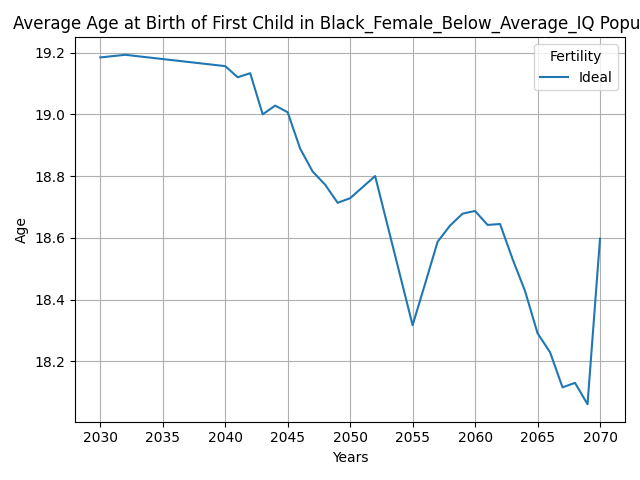 Average Age at Birth of First Child in Black_Female_Below_Average_IQ Popu
Fertility
Ideal
19.2
19.0
18.8
18.6
18.4
18.2
Age
2030 2035 2040 2045 2050 2055 2060 2065 2070
Years